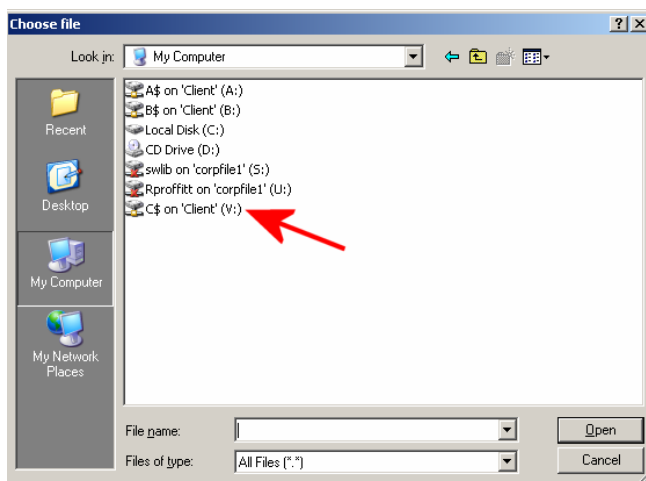 Choose file
Look in:
My Computer
A$ on 'Client' (A:)
B$ on 'Client' (B:)
Local Disk (C:)
CD Drive (D:)
swlib on 'corpfile1' (S:)
Rproffitt on 'corpfile1' (U:)
C$ on 'Client' (V:)
Recent
Desktop
My Computer
My Network
Places
File name:
Open
Files of type:
All Files (*.*)
Cancel